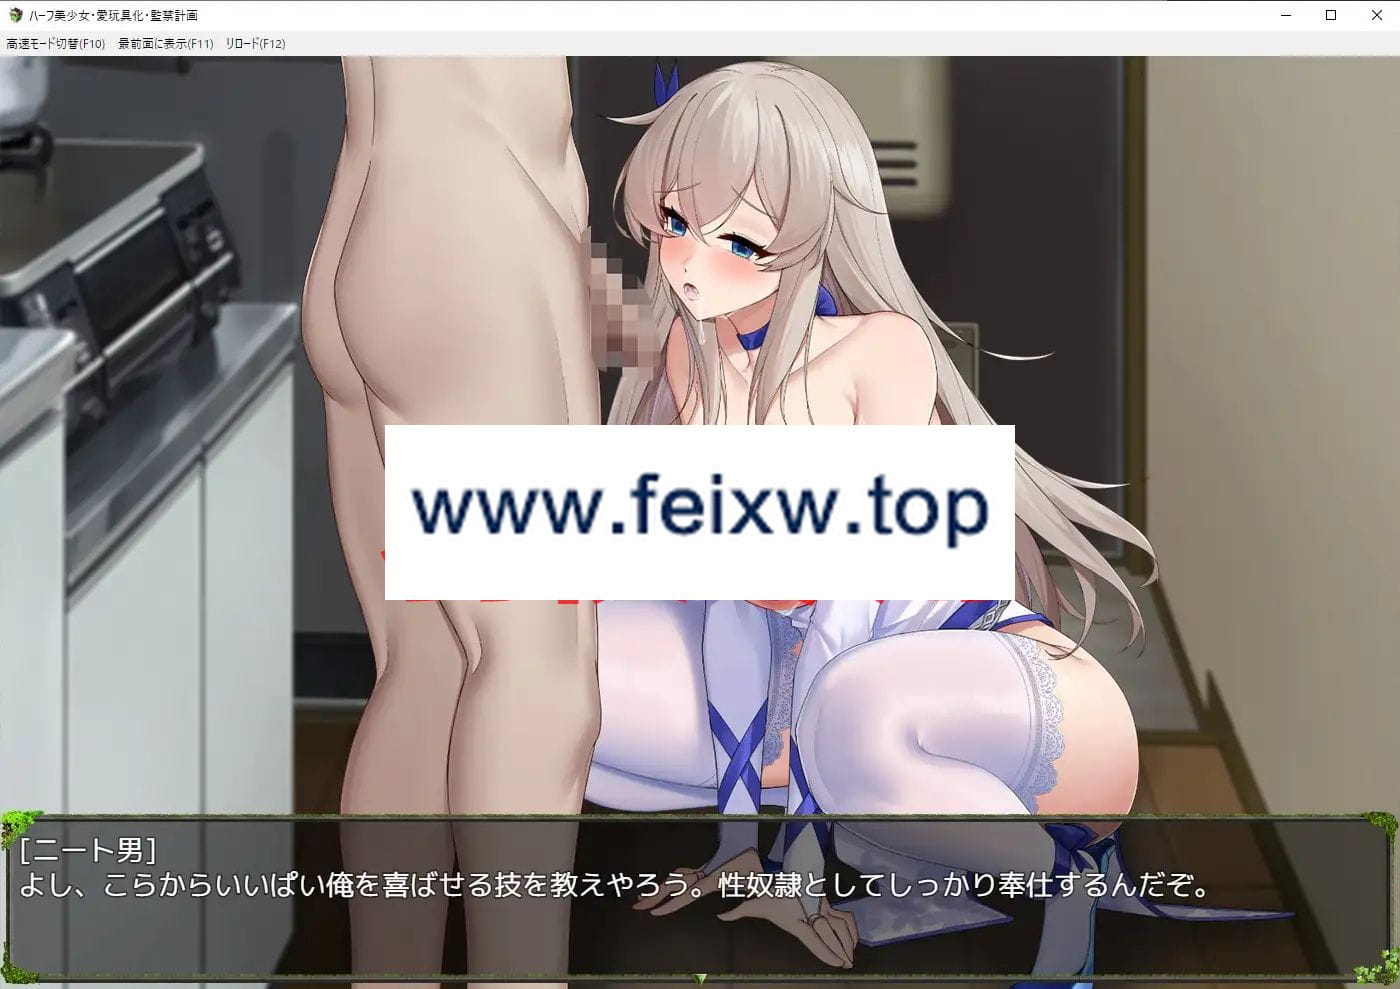 ハーフ美少女・愛玩具化・監禁計画
高速モード切替(F10) 最前面に表示(F11) リロード(F12)
www.feixw.top
[ニート男]
よし、こらからいいぱい俺を喜ばせる技を教えやろう。性奴隷としてしっかり奉仕するんだぞ。